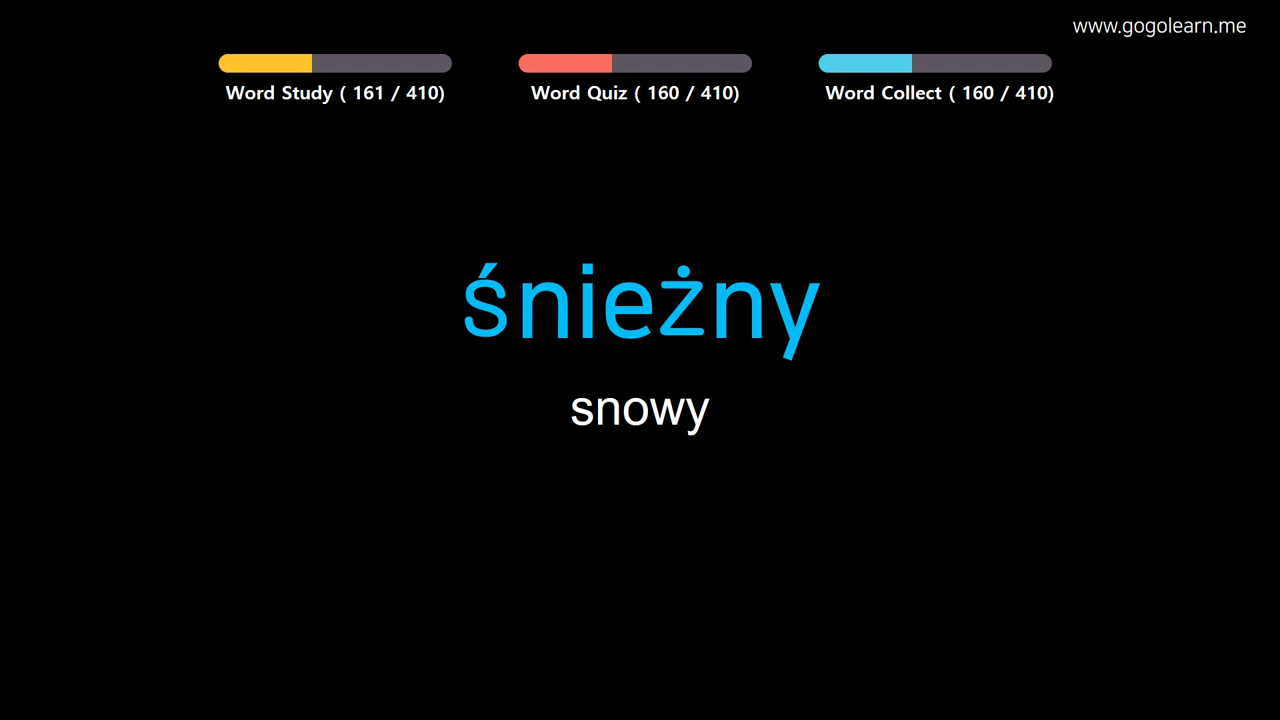 www.gogolearn.me
Word Study ( 161 / 410)
Word Quiz ( 160 / 410)
Word Collect ( 160 / 410)
śnieżny
snowy